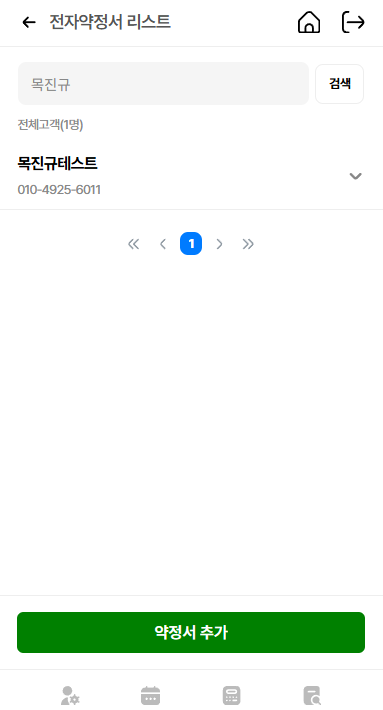 전자약정서 리스트
목진규
검색
전체고객(1명)
목진규테스트
010-4925-6011
1
약정서 추가